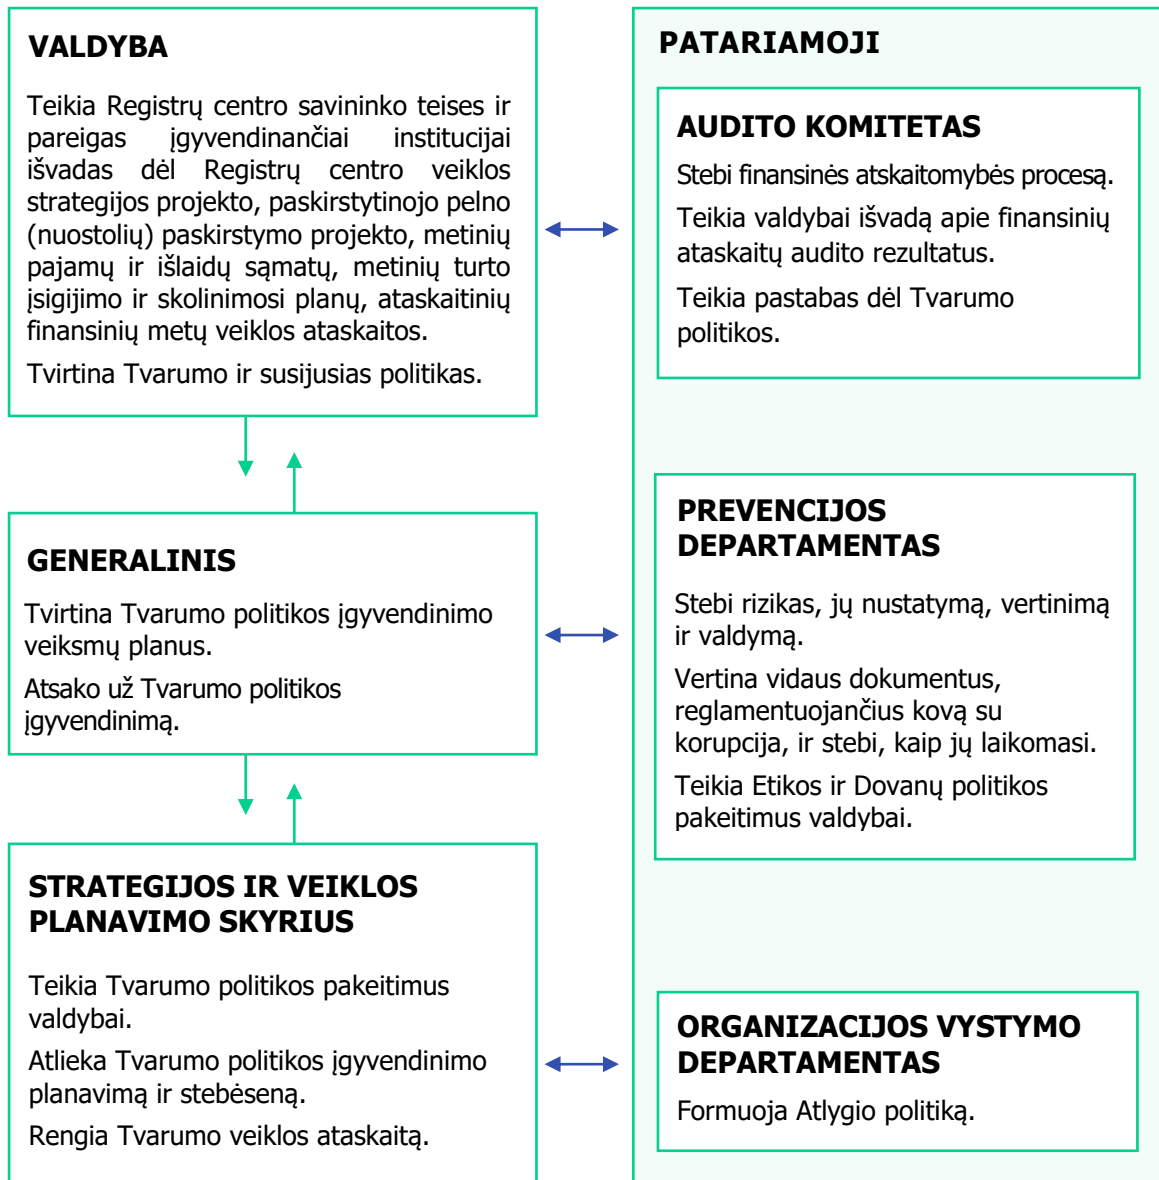 VALDYBA
Teikia Registrų centro savininko teises ir
pareigas įgyvendinančiai institucijai
išvadas dėl Registrų centro veiklos
strategijos projekto, paskirstytinojo pelno
(nuostolių) paskirstymo projekto, metinių
pajamų ir išlaidų sąmatų, metinių turto
įsigijimo ir skolinimosi planų, ataskaitinių
finansinių metų veiklos ataskaitos.
Tvirtina Tvarumo ir susijusias politikas.
GENERALINIS
Tvirtina Tvarumo politikos įgyvendinimo
veiksmų planus.
Atsako už Tvarumo politikos
įgyvendinimą.
STRATEGIJOS IR VEIKLOS
PLANAVIMO SKYRIUS
Teikia Tvarumo politikos pakeitimus
valdybai.
Atlieka Tvarumo politikos įgyvendinimo
planavimą ir stebėseną.
Rengia Tvarumo veiklos ataskaitą.
PATARIAMOJI
AUDITO KOMITETAS
Stebi finansinės atskaitomybės procesą.
Teikia valdybai išvadą apie finansinių
ataskaitų audito rezultatus.
Teikia pastabas dėl Tvarumo
politikos.
PREVENCIJOS
DEPARTAMENTAS
Stebi rizikas, jų nustatymą, vertinimą
ir valdymą.
Vertina vidaus dokumentus,
reglamentuojančius kovą su
korupcija, ir stebi, kaip jų laikomasi.
Teikia Etikos ir Dovanų politikos
pakeitimus valdybai.
ORGANIZACIJOS VYSTYMO
DEPARTAMENTAS
Formuoja Atlygio politiką.